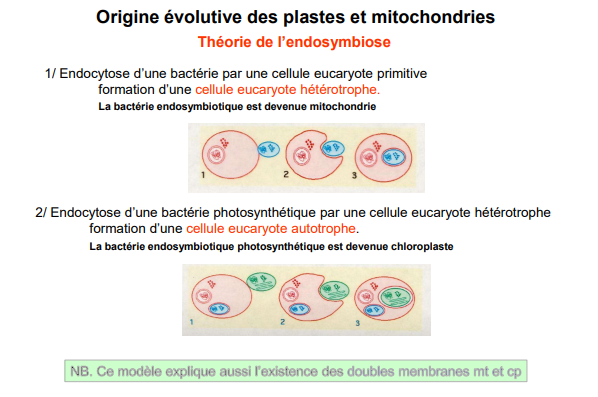 Origine évolutive des plastes et mitochondries
Théorie de l'endosymbiose
1/ Endocytose d'une bactérie par une cellule eucaryote primitive
formation d'une cellule eucaryote hétérotrophe.
La bactérie endosymbiotique est devenue mitochondrie
1 2 3
2/ Endocytose d'une bactérie photosynthétique par une cellule eucaryote hétérotrophe
formation d'une cellule eucaryote autotrophe.
La bactérie endosymbiotique photosynthétique est devenue chloroplaste
1 2 3
NB. Ce modèle explique aussi l'existence des doubles membranes mt et cp